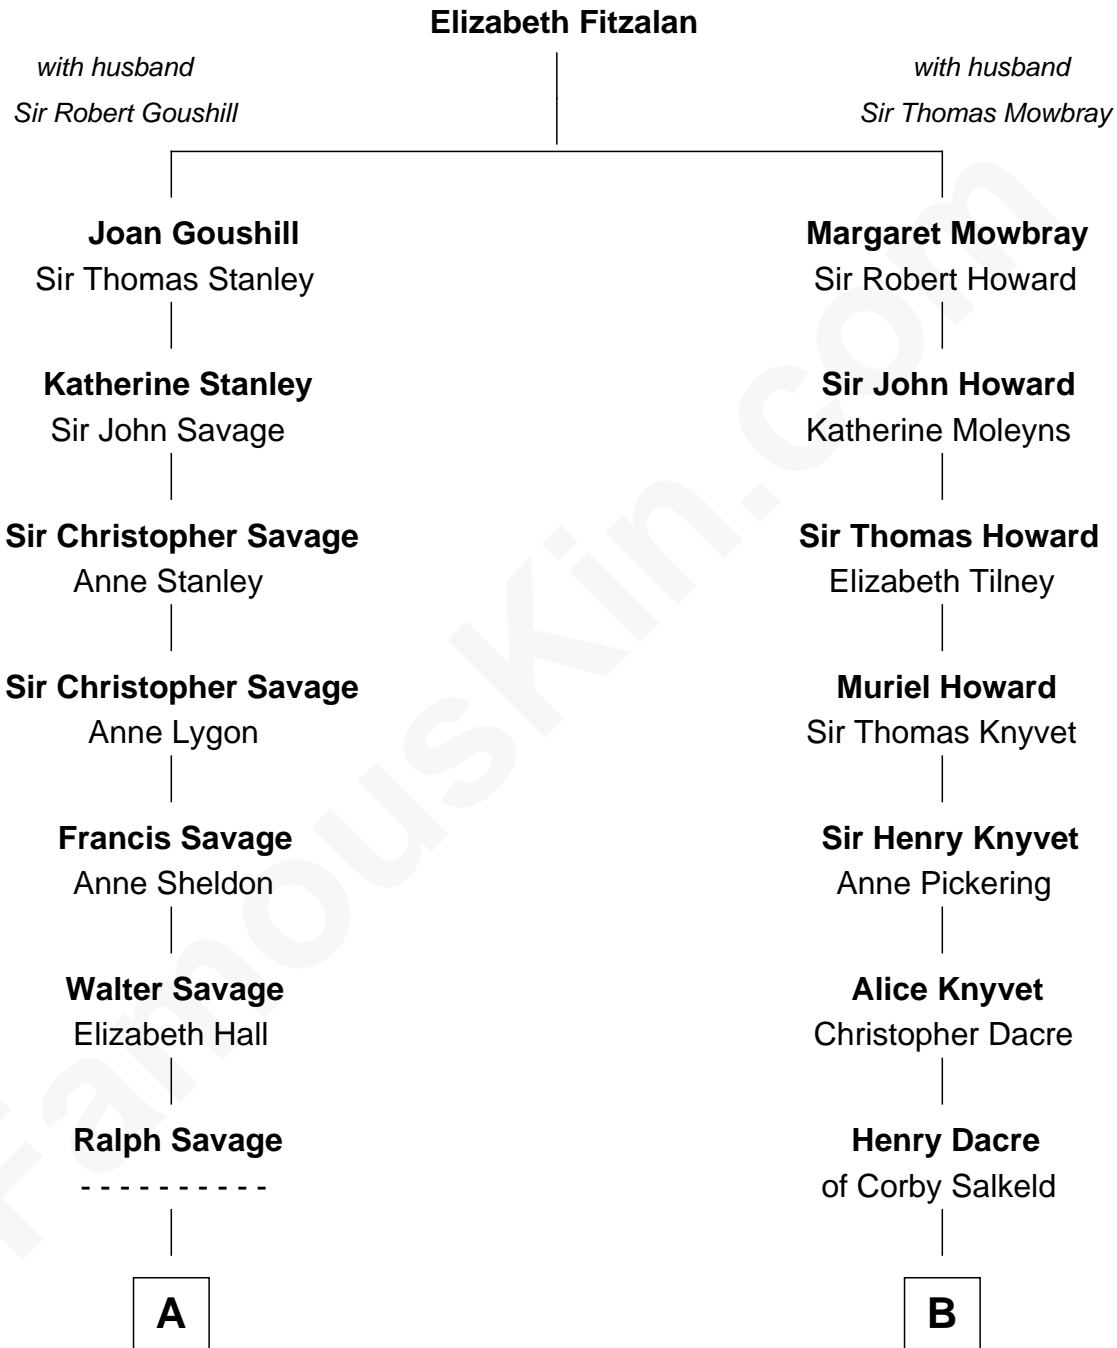 Elizabeth Fitzalan
with husband
Sir Robert Goushill
with husband
Sir Thomas Mowbray
Joan Goushill
Sir Thomas Stanley
Margaret Mowbray
Sir Robert Howard
Katherine Stanley
Sir John Savage
Sir John Howard
Katherine Moleyns
Sir Christopher Savage
Anne Stanley
Sir Thomas Howard
Elizabeth Tilney
Sir Christopher Savage
Anne Lygon
Muriel Howard
Sir Thomas Knyvet
Francis Savage
Anne Sheldon
Sir Henry Knyvet
Anne Pickering
Walter Savage
Elizabeth Hall
Alice Knyvet
Christopher Dacre
Ralph Savage
- - - - - - - - - -
Henry Dacre
of Corby Salkeld
A
B
FamousKin.com